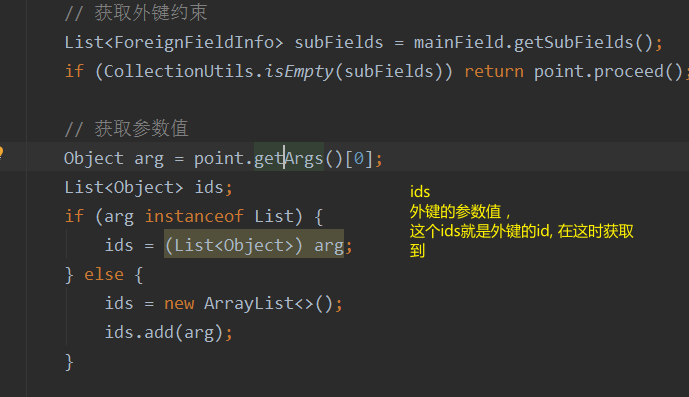 // 获取外键约束
List<ForeignFieldInfo> subFields = mainField.getSubFields();
if (CollectionUtils.isEmpty(subFields)) return point.proceed();
// 获取参数值
Object arg = point.getArgs()[0];
List<Object> ids;
if (arg instanceof List) {
ids = (List<Object>) arg;
} else {
ids = new ArrayList<>();
ids.add(arg);
}
ids
外键的参数值，
这个ids就是外键的id, 在这时获取
到